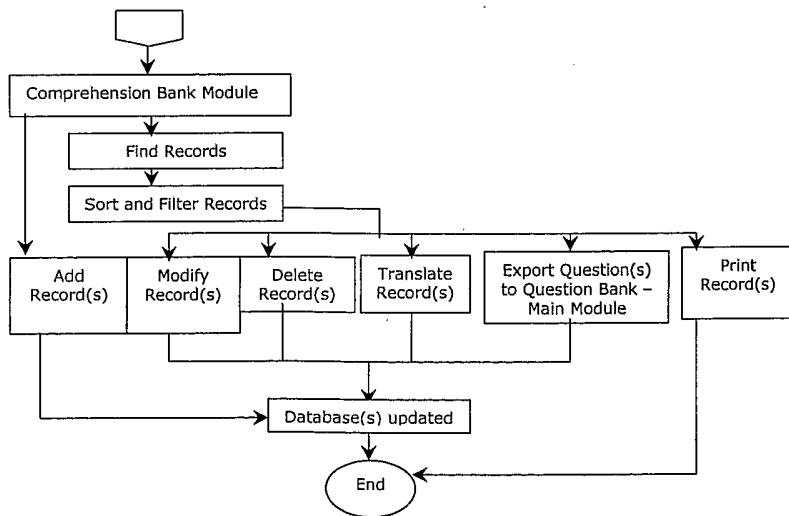 Comprehension Bank Module
Find Records
Sort and Filter Records
Add
Record(s)
Modify
Record(s)
Delete
Record(s)
Translate
Record(s)
Export Question(s)
to Question Bank –
Main Module
Print
Record(s)
Database(s) updated
End